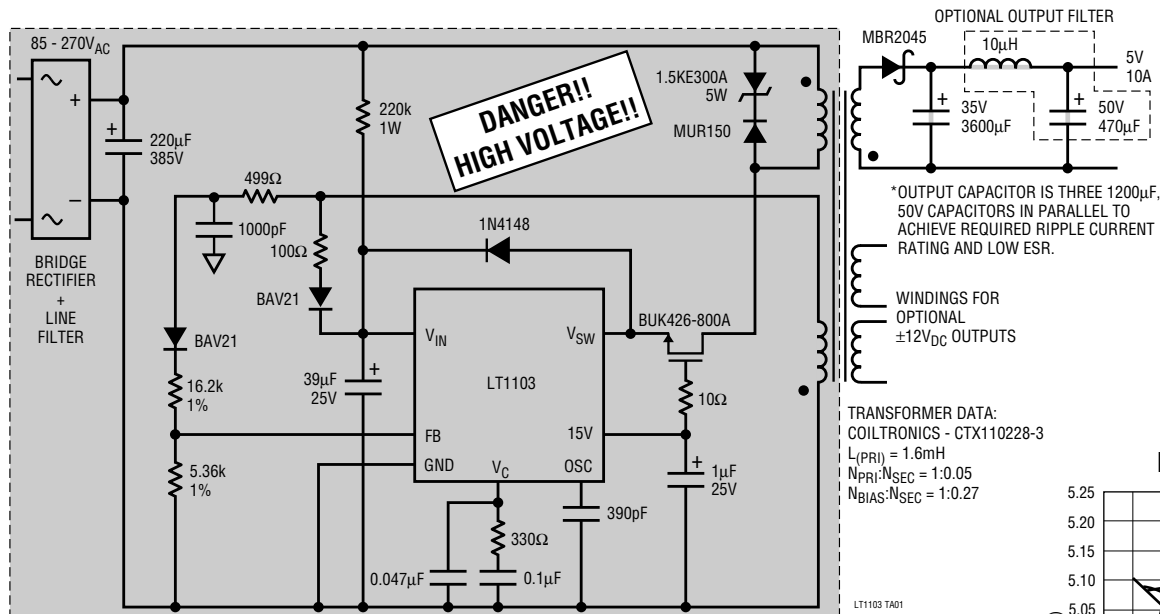 85 - 270VAC
BRIDGE
RECTIFIER
+
LINE
FILTER
+
−
+
220µF
385V
220k
1W
DANGER!!
HIGH VOLTAGE!!
1.5KE300A
5W
MUR150
MBR2045
OPTIONAL OUTPUT FILTER
10µH
5V
10A
+
35V
3600µF
+
50V
470µF
*OUTPUT CAPACITOR IS THREE 1200µF,
50V CAPACITORS IN PARALLEL TO
ACHIEVE REQUIRED RIPPLE CURRENT
RATING AND LOW ESR.
WINDINGS FOR
OPTIONAL
±12VDC OUTPUTS
499Ω
1000pF
100Ω
1N4148
BAV21
BAV21
16.2k
1%
5.36k
1%
+
39µF
25V
VIN
VSW
LT1103
FB
15V
GND
VC
OSC
BUK426-800A
10Ω
+
1µF
25V
390pF
330Ω
0.047µF
0.1µF
TRANSFORMER DATA:
COILTRONICS - CTX110228-3
L(PRI) = 1.6mH
NPRI:NSEC = 1:0.05
NBIAS:NSEC = 1:0.27
LT1103 TA01
5.25
5.20
5.15
5.10
5.05